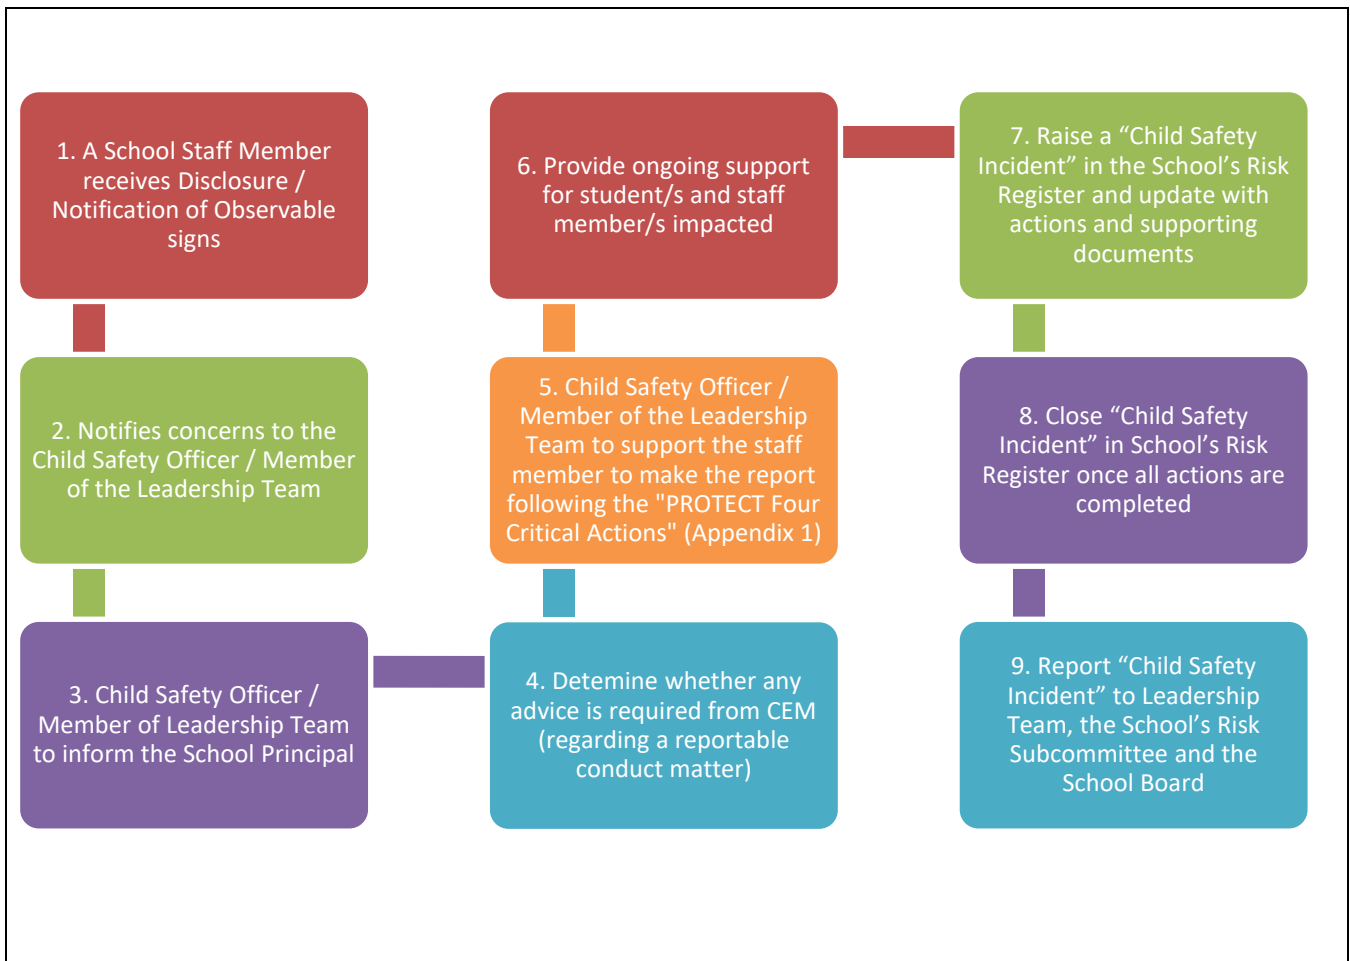 1. A School Staff Member
receives Disclosure /
Notification of Observable
signs
2. Notifies concerns to the
Child Safety Officer / Member
of the Leadership Team
3. Child Safety Officer /
Member of Leadership Team
to inform the School Principal
4. Detemine whether any
advice is required from CEM
(regarding a reportable
conduct matter)
5. Child Safety Officer /
Member of the Leadership
Team to support the staff
member to make the report
following the "PROTECT Four
Critical Actions" (Appendix 1)
6. Provide ongoing support
for student/s and staff
member/s impacted
7. Raise a “Child Safety
Incident” in the School’s Risk
Register and update with
actions and supporting
documents
8. Close “Child Safety
Incident” in School’s Risk
Register once all actions are
completed
9. Report “Child Safety
Incident” to Leadership
Team, the School’s Risk
Subcommittee and the
School Board